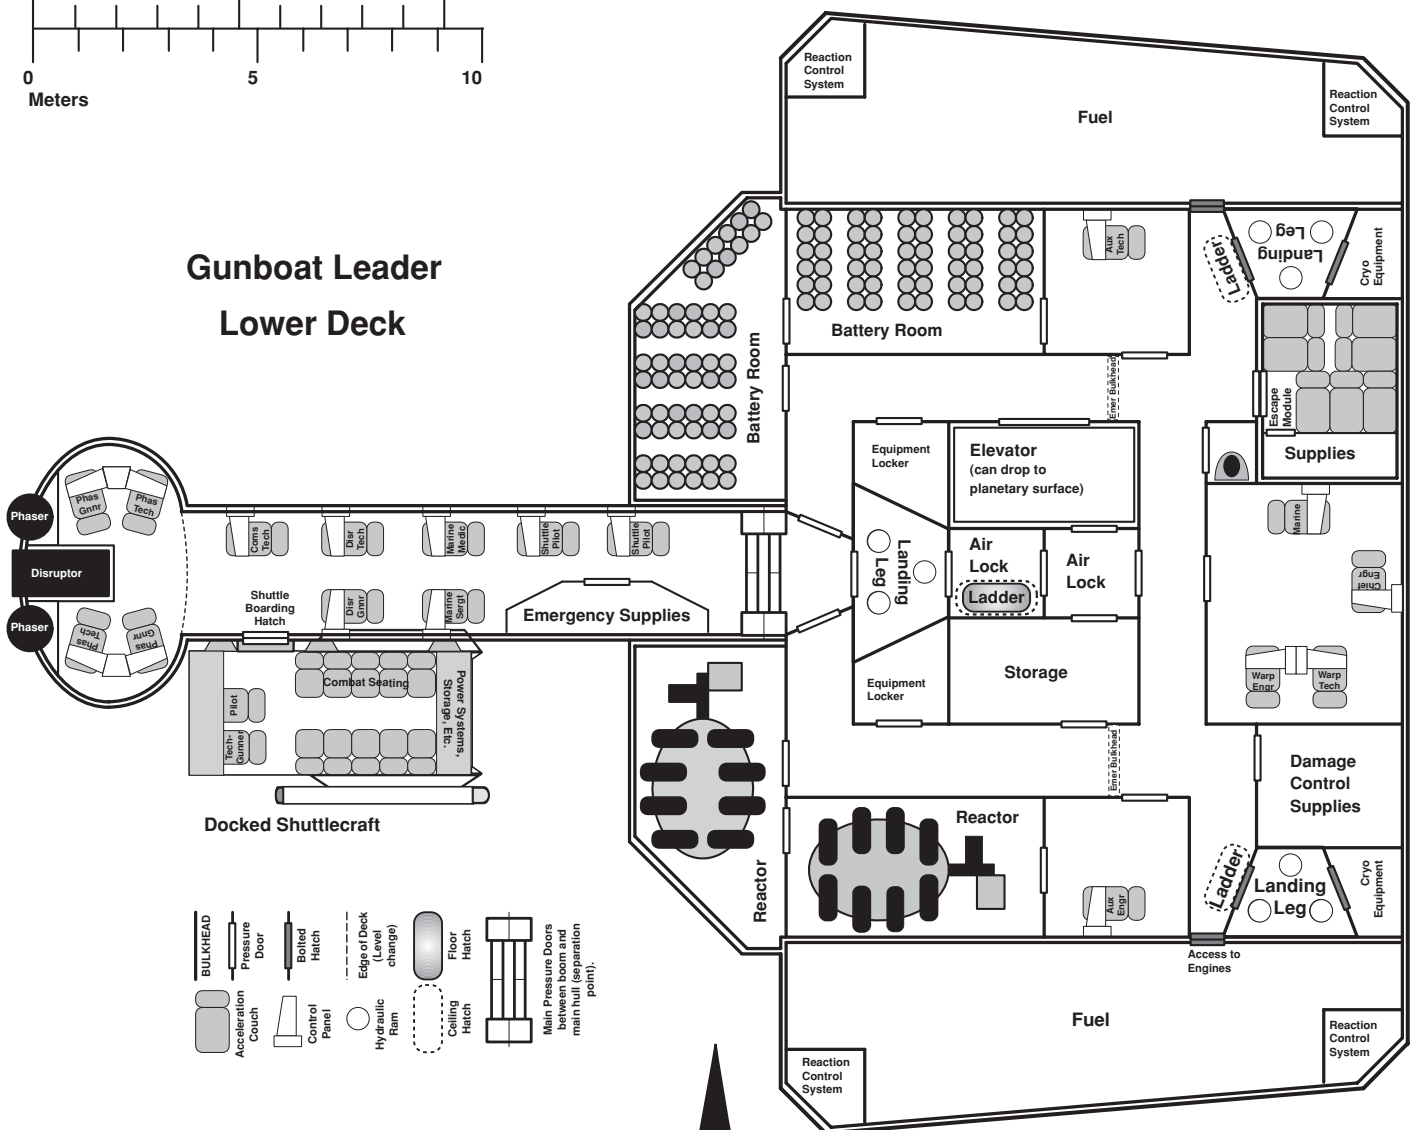 0
5
10
Meters
Gunboat Leader
Lower Deck
Reaction
Control
System
Fuel
Reaction
Control
System
Battery Room
Battery Room
Aux
Tech
Ladder
Landing
Leg
Cryo
Equipment
Emer Bulkhead
Escape
Module
Supplies
Equipment
Locker
Elevator
(can drop to
planetary surface)
Phaser
Phas
Gnnr
Phas
Tech
Disruptor
Phaser
Phas
Tech
Phas
Gnnr
Coms
Tech
Disr
Tech
Marine
Medic
Shuttle
Pilot
Shuttle
Pilot
Shuttle
Boarding
Hatch
Disr
Gnnr
Marine
Sergt
Emergency Supplies
Landing
Leg
Air
Lock
Ladder
Air
Lock
Marine
Chief
Engr
Equipment
Locker
Storage
Warp
Engr
Warp
Tech
Pilot
Tech-
Gunner
Combat Seating
Power Systems,
Storage, Etc.
Docked Shuttlecraft
Emer Bulkhead
Damage
Control
Supplies
Reactor
Reactor
Aux
Engr
Ladder
Landing
Leg
Cryo
Equipment
Access to
Engines
BULKHEAD
Pressure
Door
Bolted
Hatch
Edge of Deck
(Level
change)
Floor
Hatch
Main Pressure Doors
between boom and
main hull (separation
point).
Acceleration
Couch
Control
Panel
Hydraulic
Ram
Ceiling
Hatch
Fuel
Reaction
Control
System
Reaction
Control
System